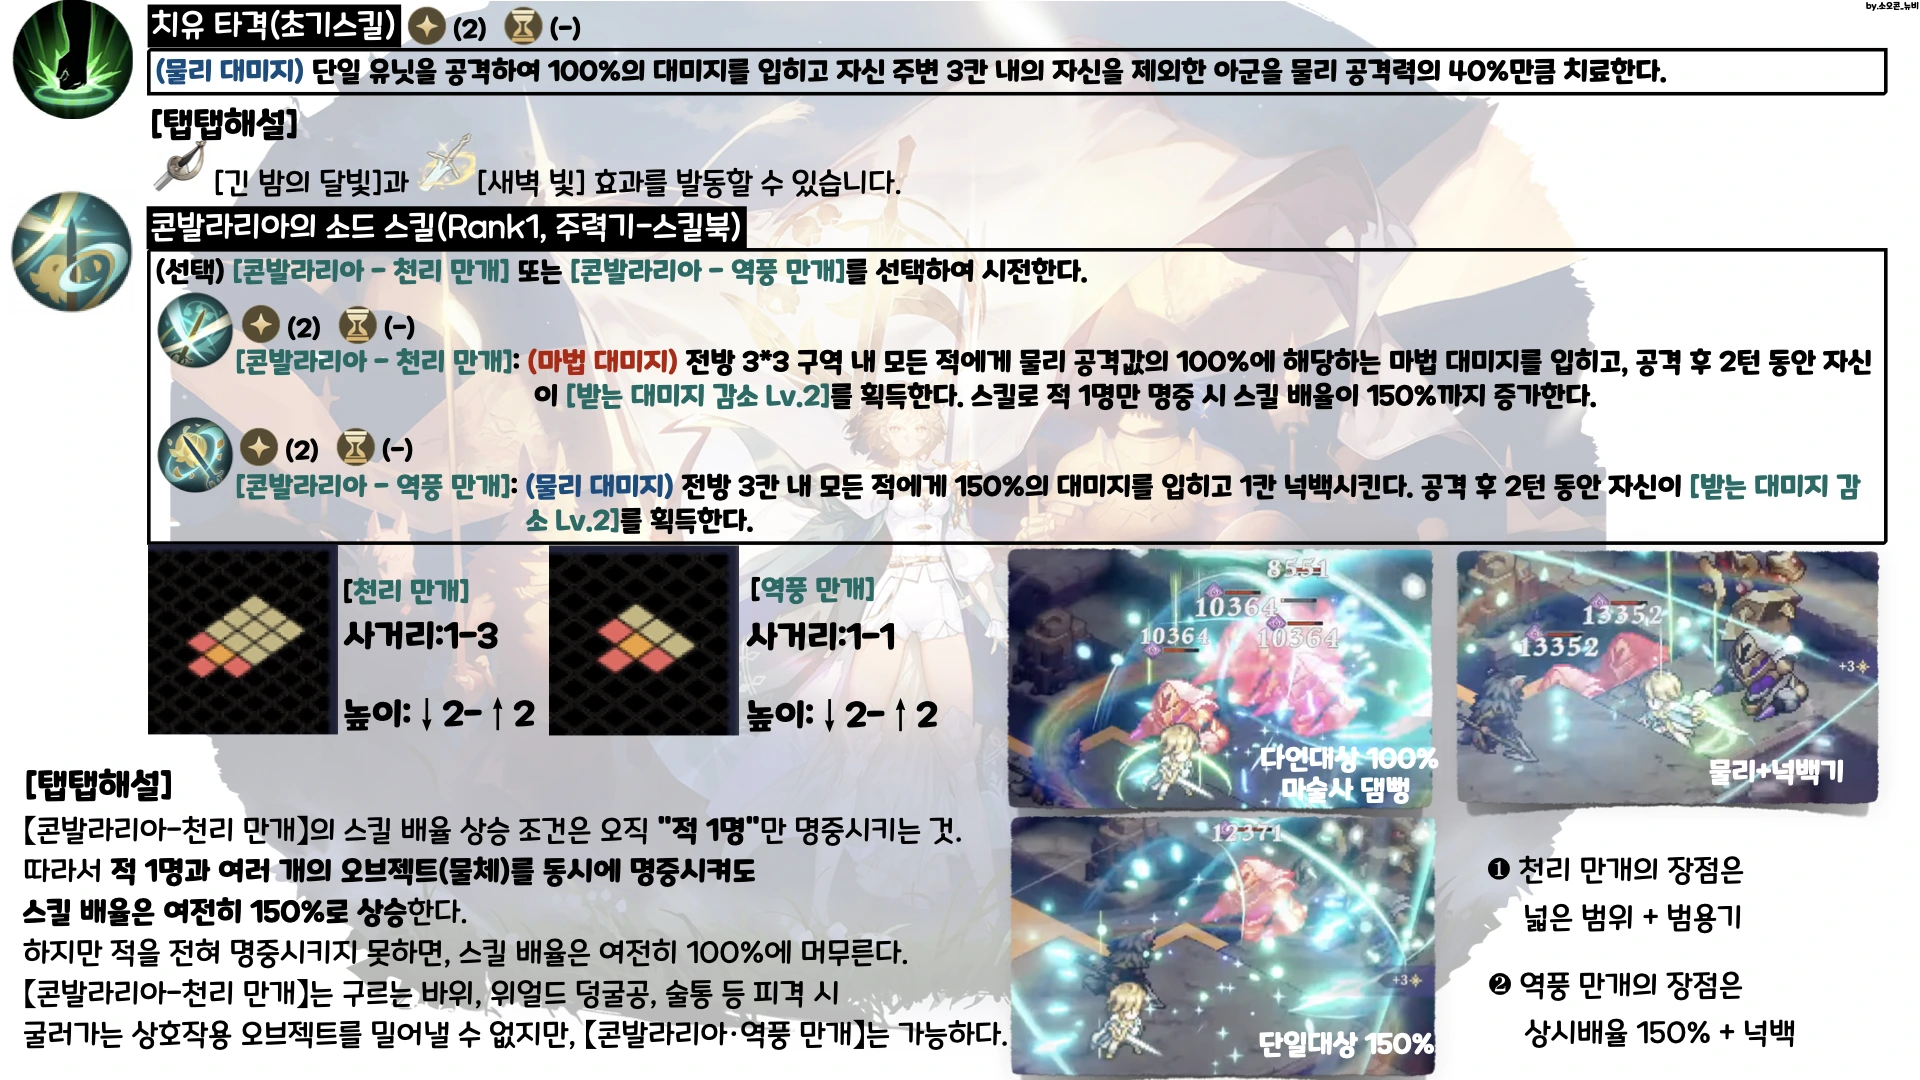 by.소오콘_뉴비
치유 타격(초기스킬) (2) (-)
(물리 대미지) 단일 유닛을 공격하여 100%의 대미지를 입히고 자신 주변 3칸 내의 자신을 제외한 아군을 물리 공격력의 40%만큼 치료한다.
[탭탭해설]
[긴 밤의 달빛]과 [새벽 빛] 효과를 발동할 수 있습니다.
콘발라리아의 소드 스킬(Rank1, 주력기-스킬북)
(선택) [콘발라리아 - 천리 만개] 또는 [콘발라리아 - 역풍 만개]를 선택하여 시전한다.
(2) (-)
[콘발라리아 - 천리 만개]: (마법 대미지) 전방 3*3 구역 내 모든 적에게 물리 공격값의 100%에 해당하는 마법 대미지를 입히고, 공격 후 2턴 동안 자신
이 [받는 대미지 감소 Lv.2]를 획득한다. 스킬로 적 1명만 명중 시 스킬 배율이 150%까지 증가한다.
(2) (-)
[콘발라리아 - 역풍 만개]: (물리 대미지) 전방 3칸 내 모든 적에게 150%의 대미지를 입히고 1칸 넉백시킨다. 공격 후 2턴 동안 자신이 [받는 대미지 감
소 Lv.2]를 획득한다.
[천리 만개]
사거리:1-3
높이:↓2-↑2
[역풍 만개]
사거리:1-1
높이:↓2-↑2
8551
10364
10364
10364
다인대상 100%
마술사 댐뻥
13352
13352
+3
물리+넉백기
[탭탭해설]
【콘발라리아-천리 만개】의 스킬 배율 상승 조건은 오직 "적 1명"만 명중시키는 것.
따라서 적 1명과 여러 개의 오브젝트(물체)를 동시에 명중시켜도
스킬 배율은 여전히 150%로 상승한다.
하지만 적을 전혀 명중시키지 못하면, 스킬 배율은 여전히 100%에 머무른다.
【콘발라리아-천리 만개】는 구르는 바위, 위얼드 덩굴공, 술통 등 피격 시
굴러가는 상호작용 오브젝트를 밀어낼 수 없지만, 【콘발라리아·역풍 만개】는 가능하다.
12371
+3
단일대상 150%
❶ 천리 만개의 장점은
넓은 범위 + 범용기
❷ 역풍 만개의 장점은
상시배율 150% + 넉백